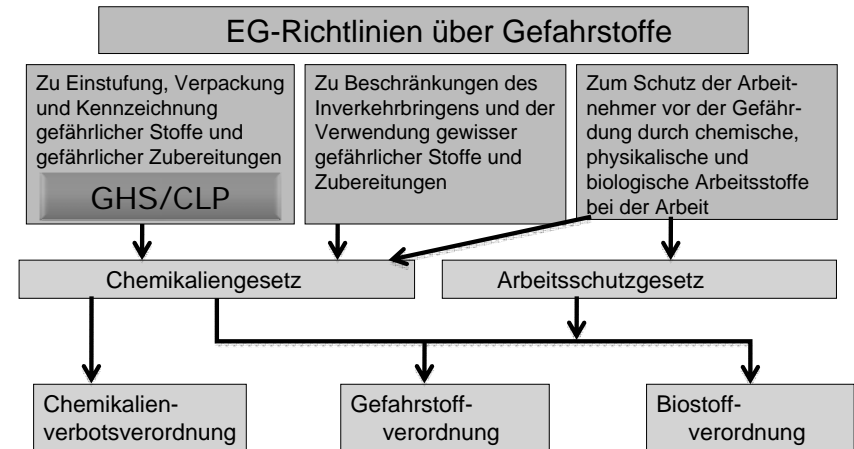 EG-Richtlinien über Gefahrstoffe
Zu Einstufung, Verpackung
und Kennzeichnung
gefährlicher Stoffe und
gefährlicher Zubereitungen
GHS/CLP
Zu Beschränkungen des
Inverkehrbringens und der
Verwendung gewisser
gefährlicher Stoffe und
Zubereitungen
Zum Schutz der Arbeit-
nehmer vor der Gefähr-
dung durch chemische,
physikalische und
biologische Arbeitsstoffe
bei der Arbeit
Chemikaliengesetz
Arbeitsschutzgesetz
Chemikalien-
verbotsverordnung
Gefahrstoff-
verordnung
Biostoff-
verordnung